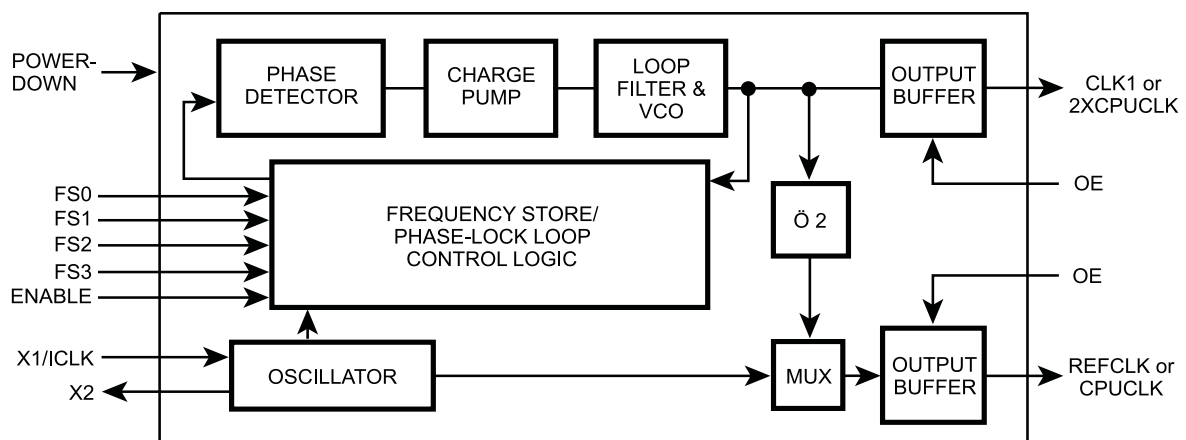 POWER-
DOWN
PHASE
DETECTOR
CHARGE
PUMP
LOOP
FILTER &
VCO
OUTPUT
BUFFER
CLK1 or
2XCPUCLK
OE
FS0
FS1
FS2
FS3
ENABLE
FREQUENCY STORE/
PHASE-LOCK LOOP
CONTROL LOGIC
Ö 2
OE
X1/ICLK
X2
OSCILLATOR
MUX
OUTPUT
BUFFER
REFCLK or
CPUCLK